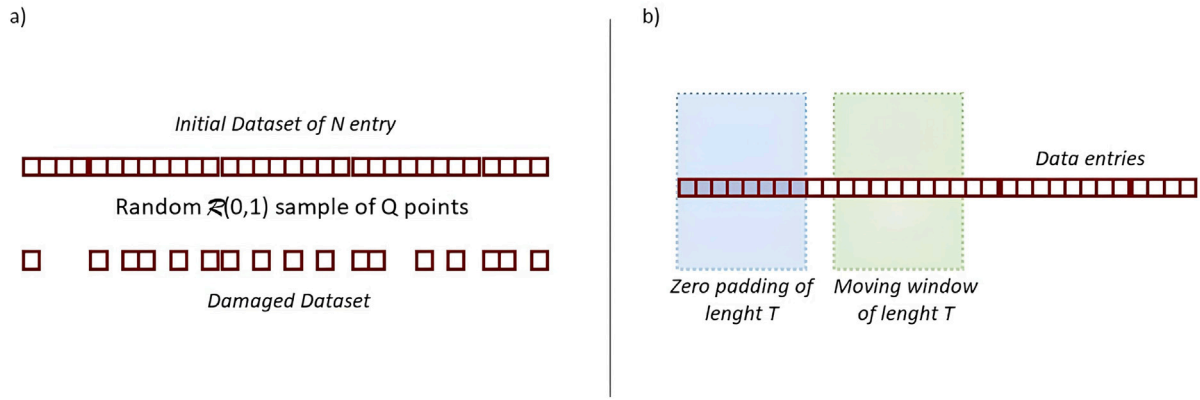 a)
Initial Dataset of N entry
Random ℛ(0,1) sample of Q points
Damaged Dataset
b)
Data entries
Zero padding of
lenght T
Moving window
of lenght T